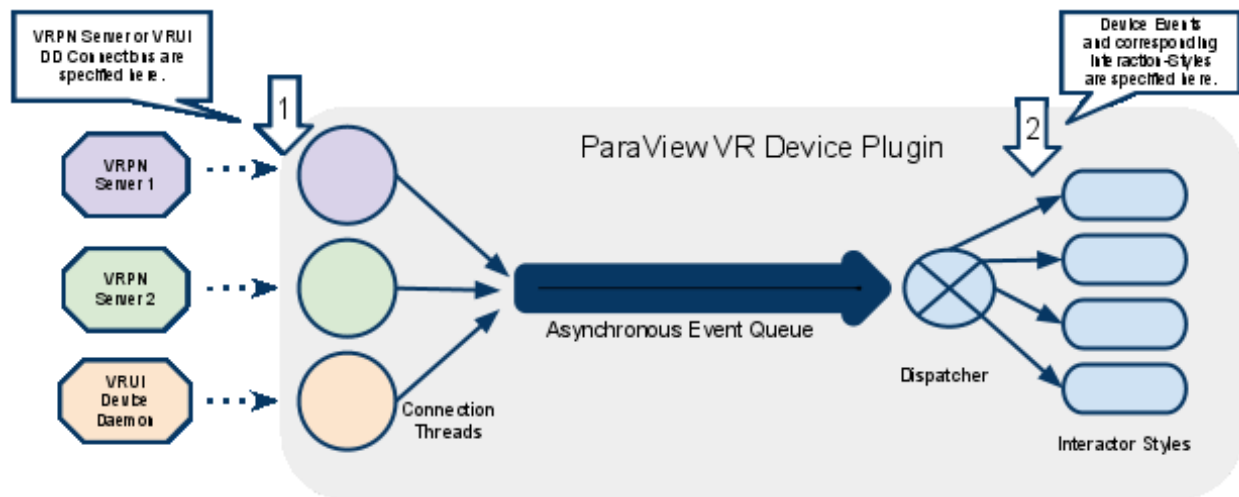 VRPN Server or VRUI
DD Connections are
specified here.
Device Events
and corresponding
Interaction-Styles
are specified here.
1
2
ParaView VR Device Plugin
VRPN
Server 1
VRPN
Server 2
Asynchronous Event Queue
Dispatcher
VRUI
Device
Daemon
Connection
Threads
Interactor Styles